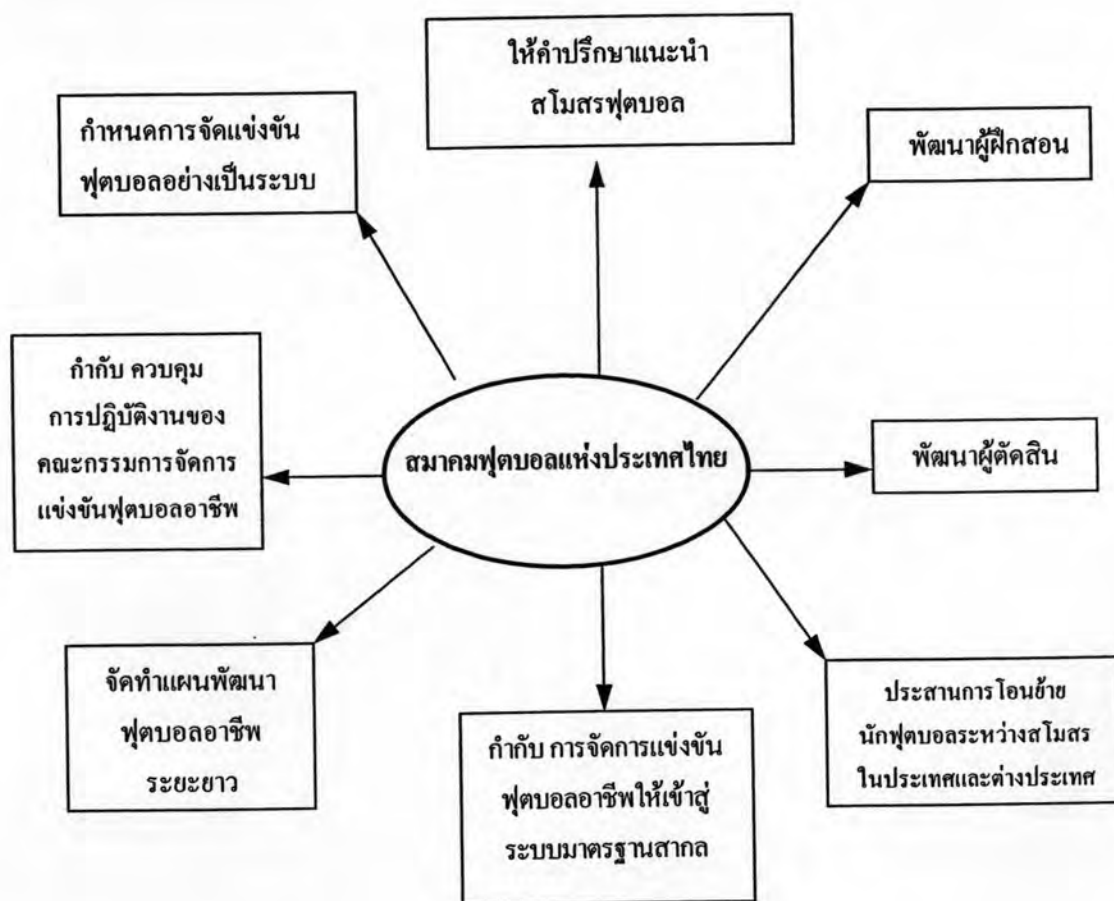 ให้คำปรึกษาแนะนำ
สโมสรฟุตบอล
กำหนดการจัดแข่งขัน
ฟุตบอลอย่างเป็นระบบ
พัฒนาผู้ฝึกสอน
กำกับ ควบคุม
การปฏิบัติงานของ
คณะกรรมการจัดการ
แข่งขันฟุตบอลอาชีพ
สมาคมฟุตบอลแห่งประเทศไทย
พัฒนาผู้ตัดสิน
จัดทำแผนพัฒนา
ฟุตบอลอาชีพ
ระยะยาว
กำกับ การจัดการแข่งขัน
ฟุตบอลอาชีพให้เข้าสู่
ระบบมาตรฐานสากล
ประสานการโอนย้าย
นักฟุตบอลระหว่างสโมสร
ในประเทศและต่างประเทศ